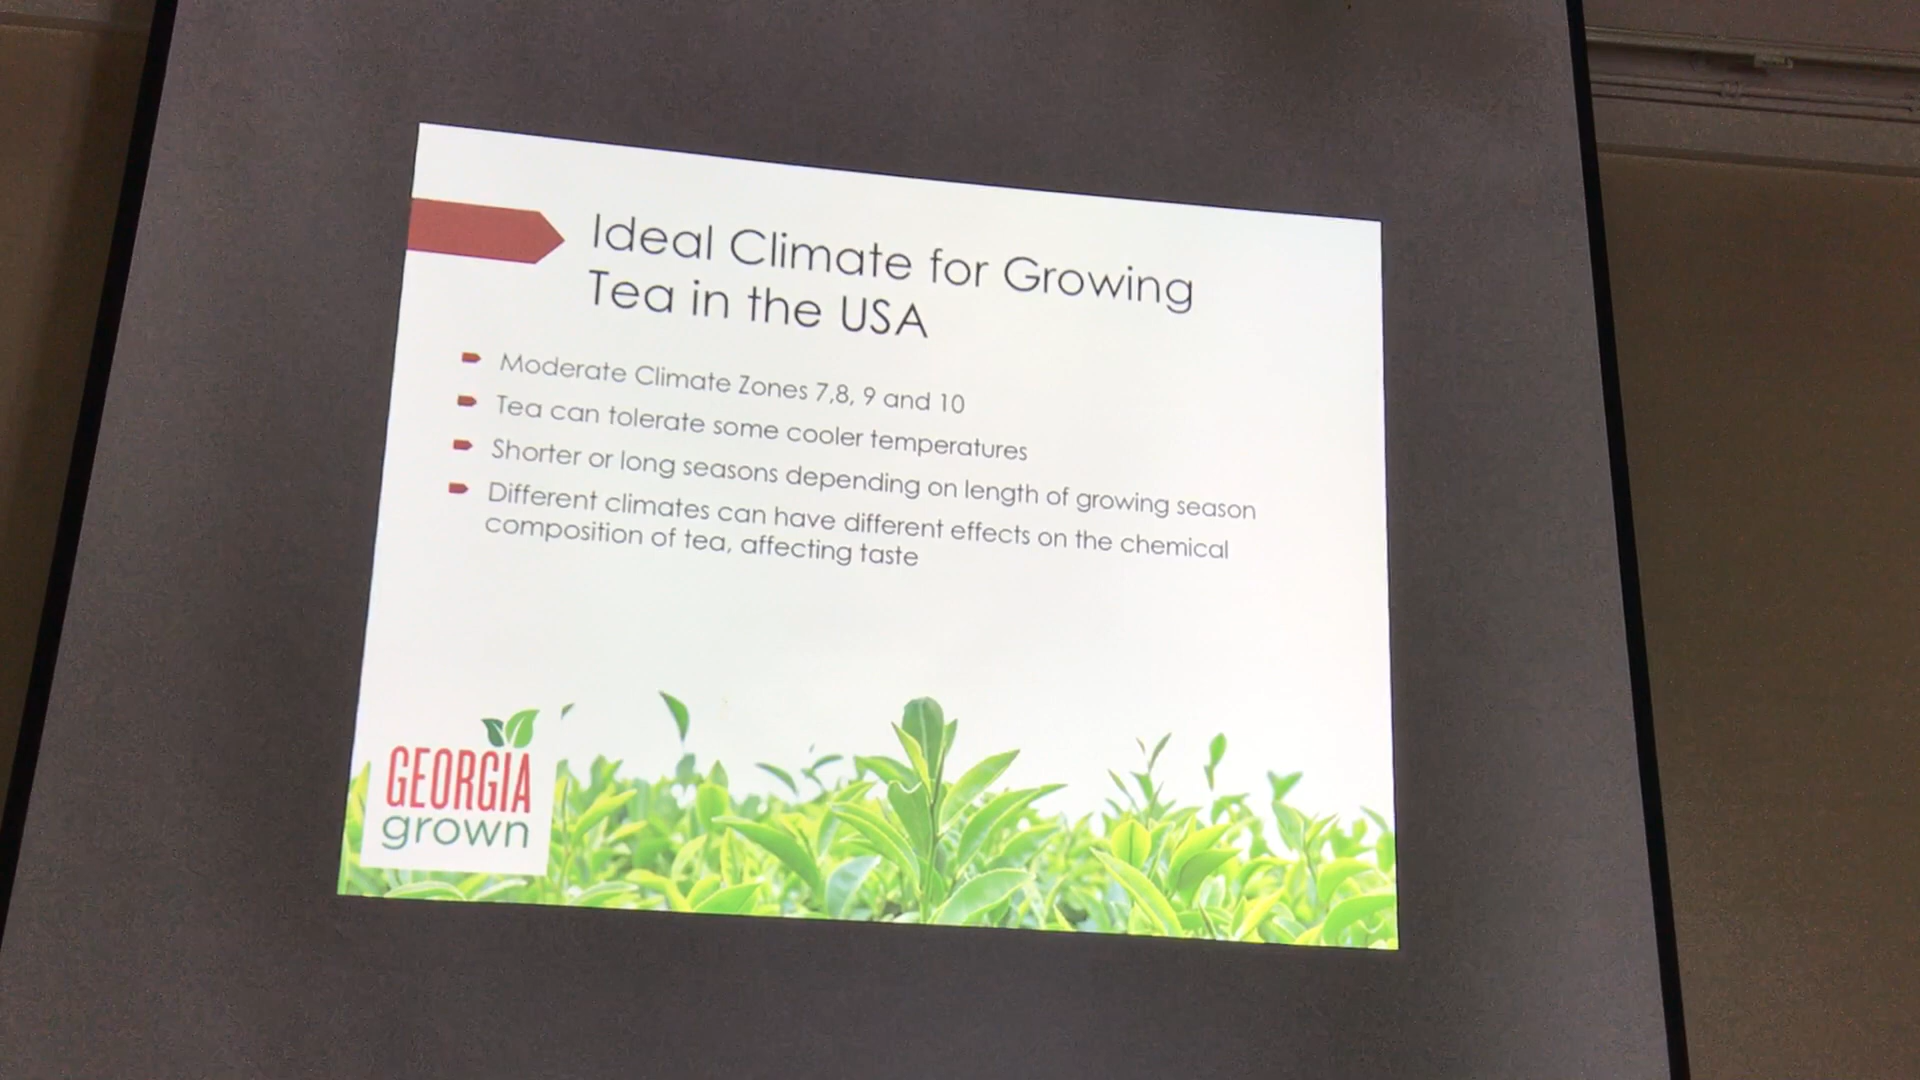 Ideal Climate for Growing
Tea in the USA
Moderate Climate Zones 7,8, 9 and 10
Tea can tolerate some cooler temperatures
Shorter or long seasons depending on length of growing season
Different climates can have different effects on the chemical
composition of tea, affecting taste
GEORGIA
grown